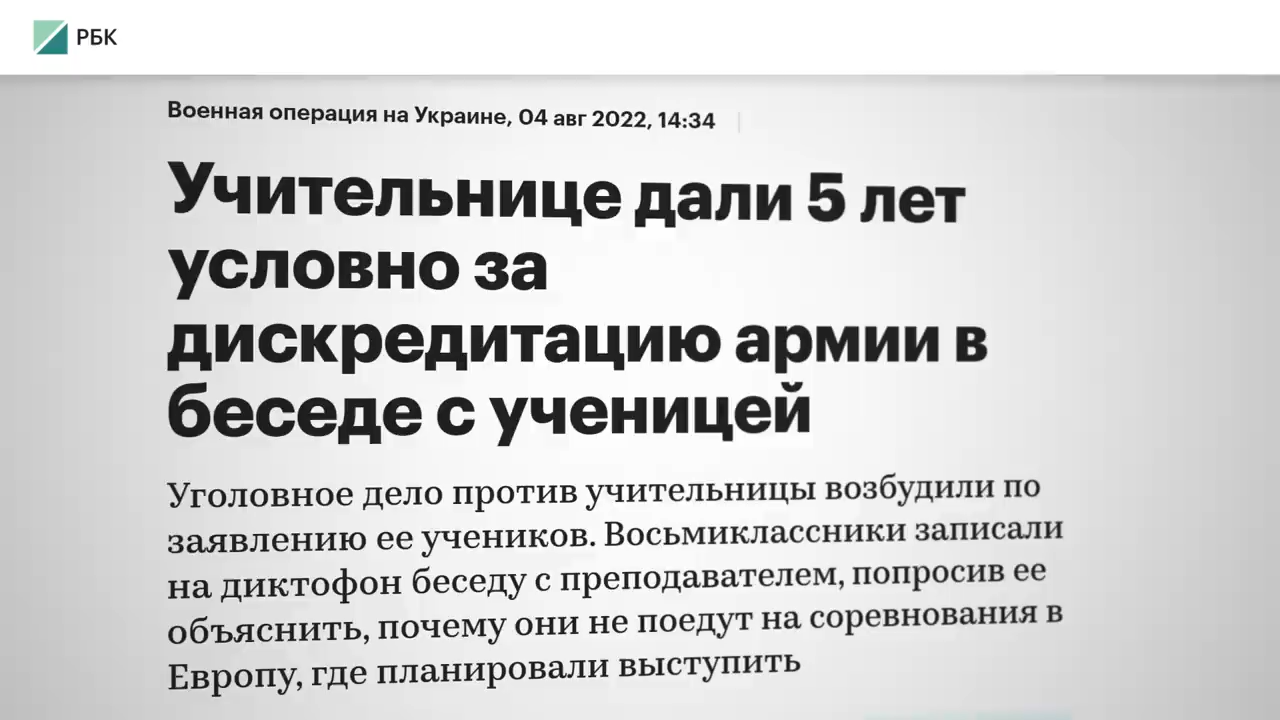 РБК
Военная операция на Украине, 04 авг 2022, 14:34
Учительнице дали 5 лет
условно за
дискредитацию армии в
беседе с ученицей
Уголовное дело против учительницы возбудили по
заявлению ее учеников. Восьмиклассники записали
на диктофон беседу с преподавателем, попросив ее
объяснить, почему они не поедут на соревнования в
Европу, где планировали выступить